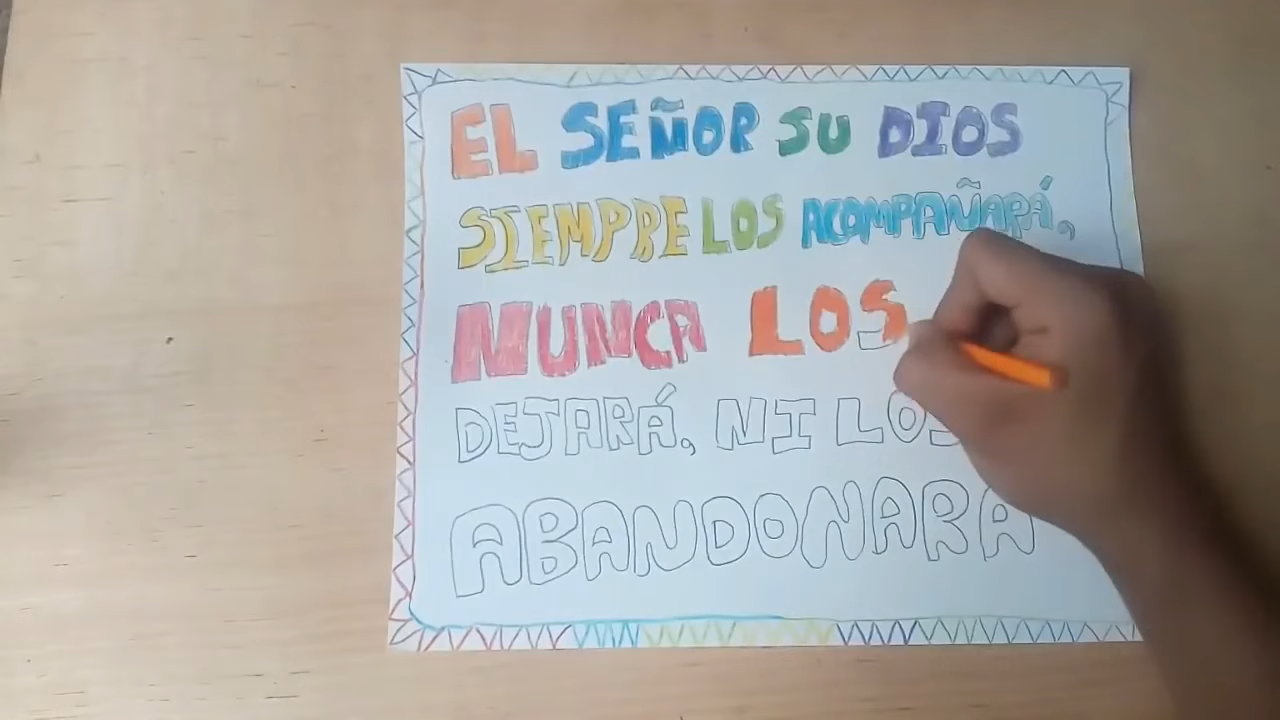 EL SEÑOR SU DIOS
SIEMPRE LOS ACOMPAÑARÁ,
NUNCA LOS
DEJARÁ, NI LOS
ABANDONARA